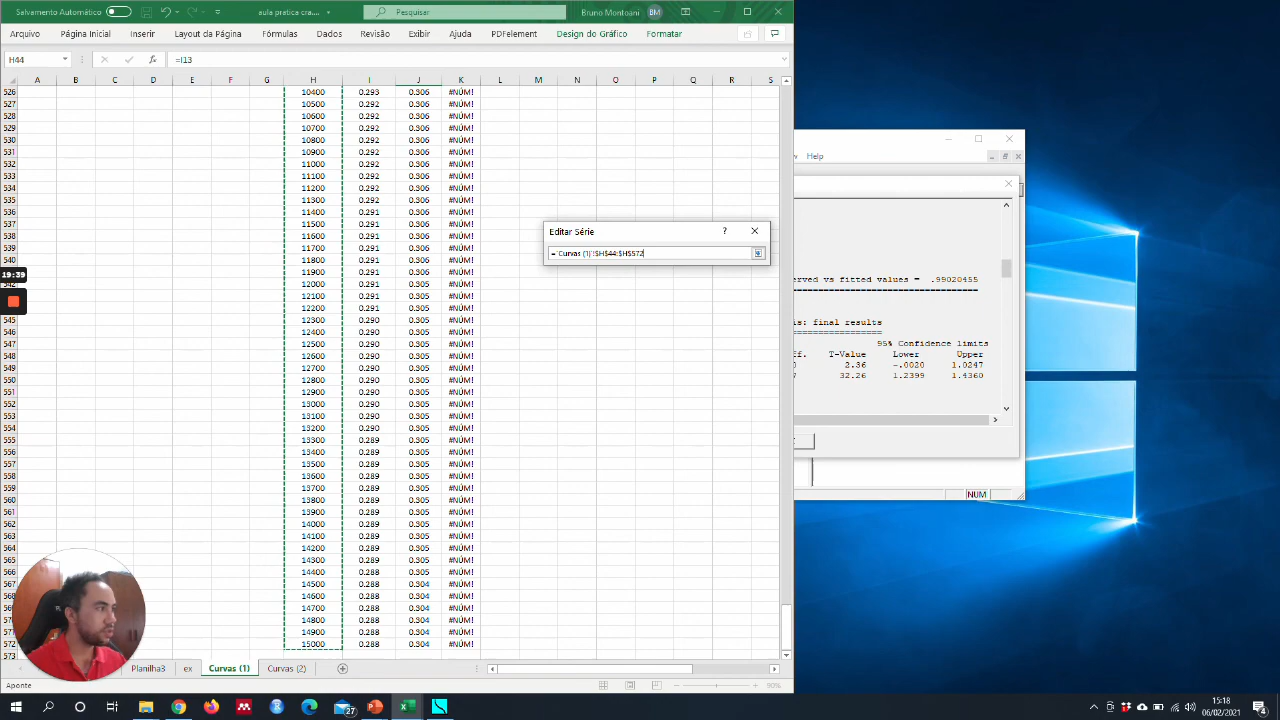 Salvamento Automático
aula pratica cra...
Pesquisar
Bruno Montoani
BM
Arquivo Página Inicial Inserir Layout da Página Fórmulas Dados Revisão Exibir Ajuda PDFelement Design do Gráfico Formatar
H44 fx =I13
A B C D E F G H I J K L M N O P Q R S
526 10400 0.293 0.306 #NÚM!
527 10500 0.292 0.306 #NÚM!
528 10600 0.292 0.306 #NÚM!
529 10700 0.292 0.306 #NÚM!
530 10800 0.292 0.306 #NÚM!
531 10900 0.292 0.306 #NÚM!
532 11000 0.292 0.306 #NÚM!
533 11100 0.292 0.306 #NÚM!
534 11200 0.292 0.306 #NÚM!
535 11300 0.292 0.306 #NÚM!
536 11400 0.291 0.306 #NÚM!
537 11500 0.291 0.306 #NÚM!
538 11600 0.291 0.306 #NÚM!
539 11700 0.291 0.306 #NÚM!
540 11800 0.291 0.306 #NÚM!
11900 0.291 0.306 #NÚM!
12000 0.291 0.306 #NÚM!
12100 0.291 0.306 #NÚM!
12200 0.291 0.305 #NÚM!
545 12300 0.290 0.305 #NÚM!
546 12400 0.290 0.305 #NÚM!
547 12500 0.290 0.305 #NÚM!
548 12600 0.290 0.305 #NÚM!
549 12700 0.290 0.305 #NÚM!
550 12800 0.290 0.305 #NÚM!
551 12900 0.290 0.305 #NÚM!
552 13000 0.290 0.305 #NÚM!
553 13100 0.290 0.305 #NÚM!
554 13200 0.290 0.305 #NÚM!
555 13300 0.289 0.305 #NÚM!
556 13400 0.289 0.305 #NÚM!
557 13500 0.289 0.305 #NÚM!
558 13600 0.289 0.305 #NÚM!
559 13700 0.289 0.305 #NÚM!
560 13800 0.289 0.305 #NÚM!
561 13900 0.289 0.305 #NÚM!
562 14000 0.289 0.305 #NÚM!
563 14100 0.289 0.305 #NÚM!
564 14200 0.289 0.305 #NÚM!
565 14300 0.289 0.305 #NÚM!
566 14400 0.288 0.305 #NÚM!
567 14500 0.288 0.304 #NÚM!
568 14600 0.288 0.304 #NÚM!
569 14700 0.288 0.304 #NÚM!
570 14800 0.288 0.304 #NÚM!
571 14900 0.288 0.304 #NÚM!
572 15000 0.288 0.304 #NÚM!
19:39
Editar Série ?
='Curvas (1)'!$H$44:$H$572
Help
erved vs fitted values = .99020455
is: final results
95% Confidence limits
T-Value Lower Upper
2.36 -.0020 1.0247
32.26 1.2399 1.4360
NUM
Planilha3 ex Curvas (1) Curvas (2)
Aponte
90%
27
15:18
06/02/2021
4